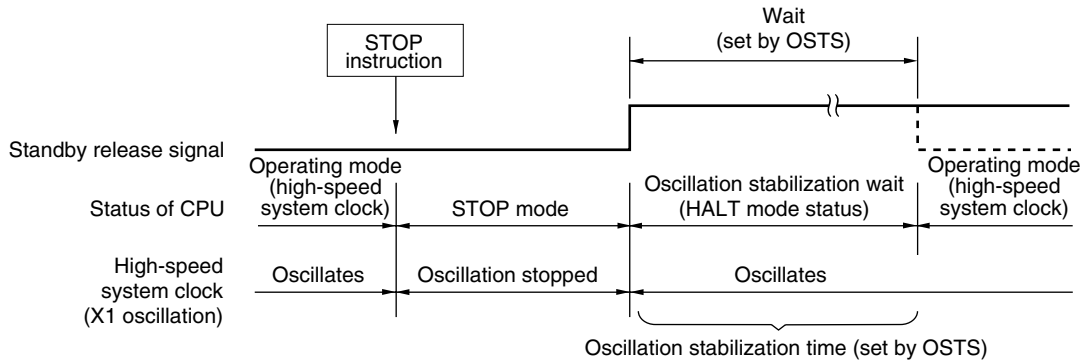 Wait
(set by OSTS)
STOP
instruction
Standby release signal
Operating mode
(high-speed
system clock)
Operating mode
(high-speed
system clock)
Oscillation stabilization wait
(HALT mode status)
Status of CPU
STOP mode
High-speed
system clock
(X1 oscillation)
Oscillates
Oscillation stopped
Oscillates
Oscillation stabilization time (set by OSTS)